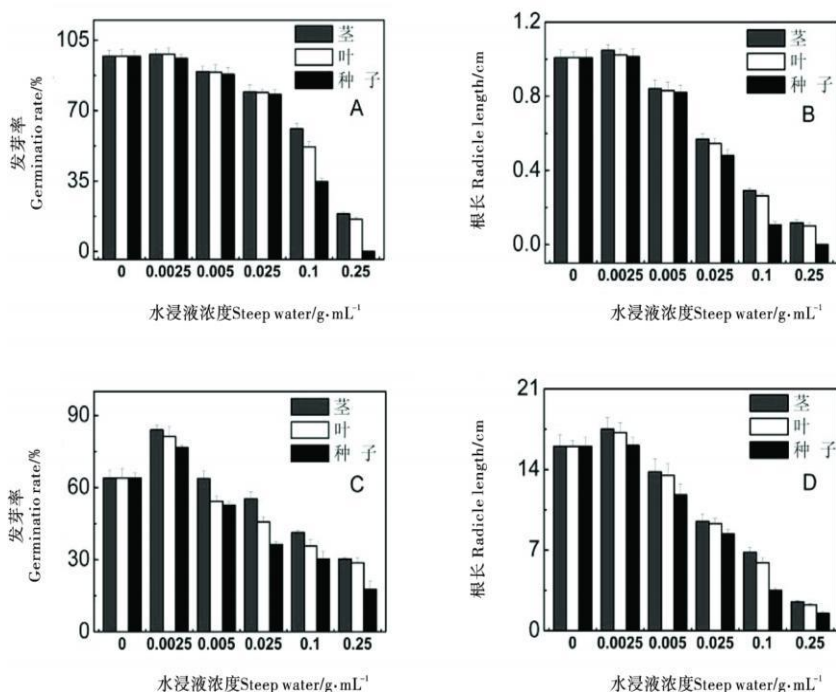 发芽率
Germinatio rate/%
105
70
35
0
茎
叶
种 子
A
0 0.0025 0.005 0.025 0.1 0.25
水浸液浓度Steep water/g·mL⁻¹
根长 Radicle length/cm
1.2
0.8
0.4
0.0
茎
叶
种 子
B
0 0.0025 0.005 0.025 0.1 0.25
水浸液浓度Steep water/g·mL⁻¹
发芽率
Germinatio rate/%
90
60
30
0
茎
叶
种 子
C
0 0.0025 0.005 0.025 0.1 0.25
水浸液浓度Steep water/g·mL⁻¹
根长 Radicle length/cm
21
14
7
0
茎
叶
种 子
D
0 0.0025 0.005 0.025 0.1 0.25
水浸液浓度Steep water/g·mL⁻¹